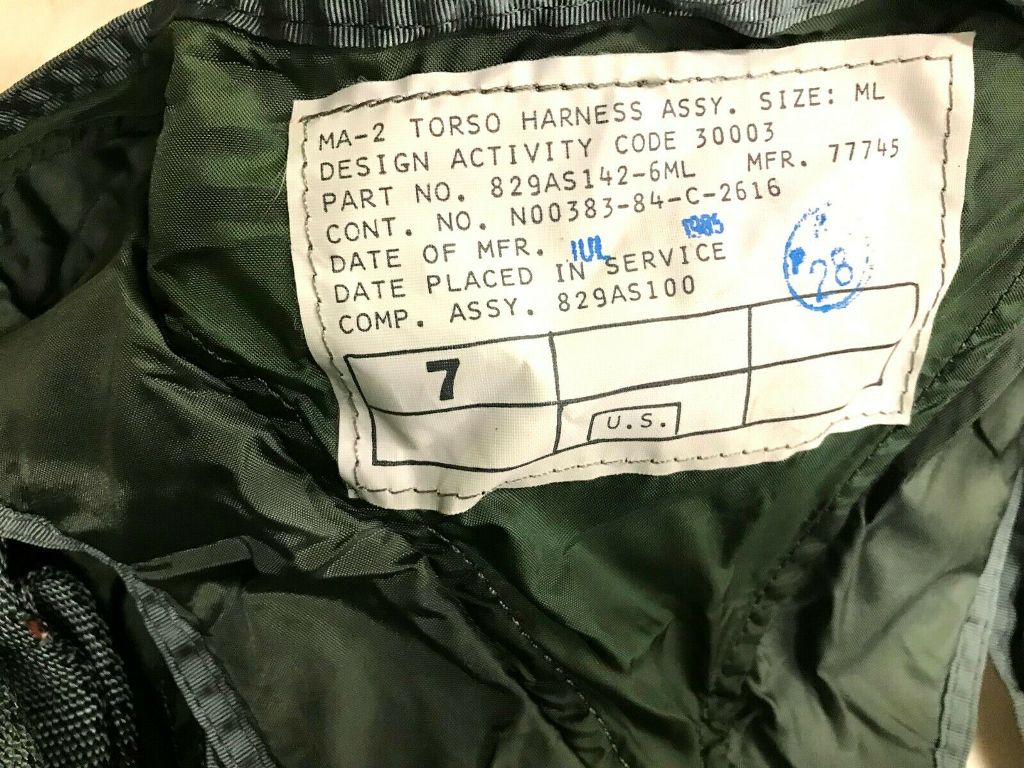 MA-2 TORSO HARNESS ASSY. SIZE: ML
DESIGN ACTIVITY CODE 30003
PART NO. 829AS142-6ML MFR. 77745
CONT. NO. N00383-84-C-2616
DATE OF MFR. JUL 1985
DATE PLACED IN SERVICE
COMP. ASSY. 829AS100
28
7
U.S.